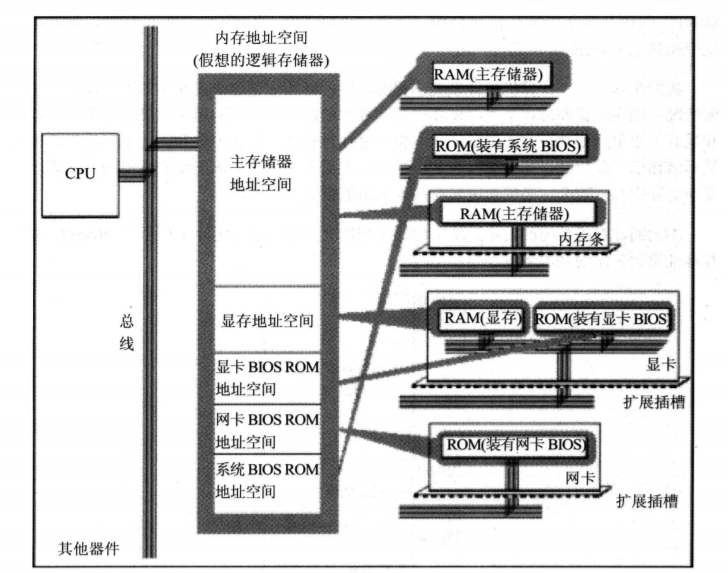 内存地址空间
(假想的逻辑存储器)
CPU
总
线
其他器件
主存储器
地址空间
显存地址空间
显卡 BIOS ROM
地址空间
网卡 BIOS ROM
地址空间
系统 BIOS ROM
地址空间
RAM(主存储器)
ROM(装有系统 BIOS)
RAM(主存储器)
内存条
RAM(显存)
ROM(装有显卡 BIOS)
显卡
扩展插槽
ROM(装有网卡 BIOS)
网卡
扩展插槽